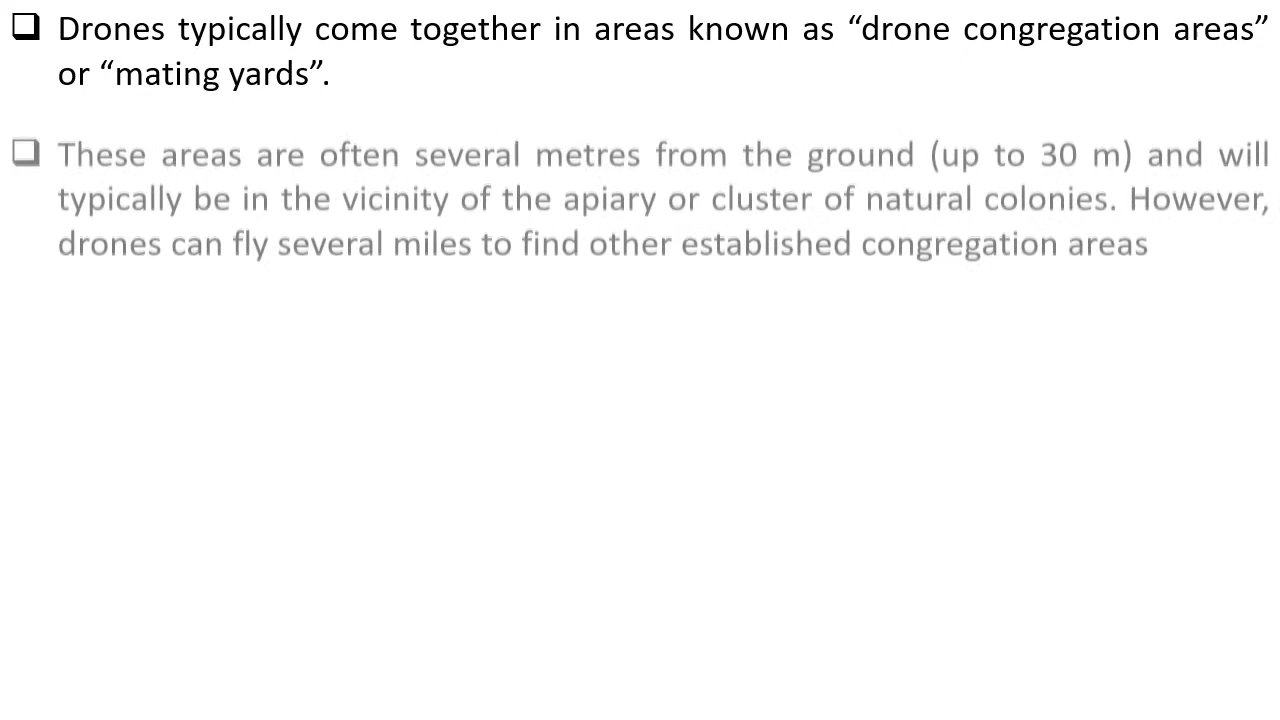 ❑ Drones typically come together in areas known as “drone congregation areas”
or “mating yards”.
❑ These areas are often several metres from the ground (up to 30 m) and will
typically be in the vicinity of the apiary or cluster of natural colonies. However,
drones can fly several miles to find other established congregation areas